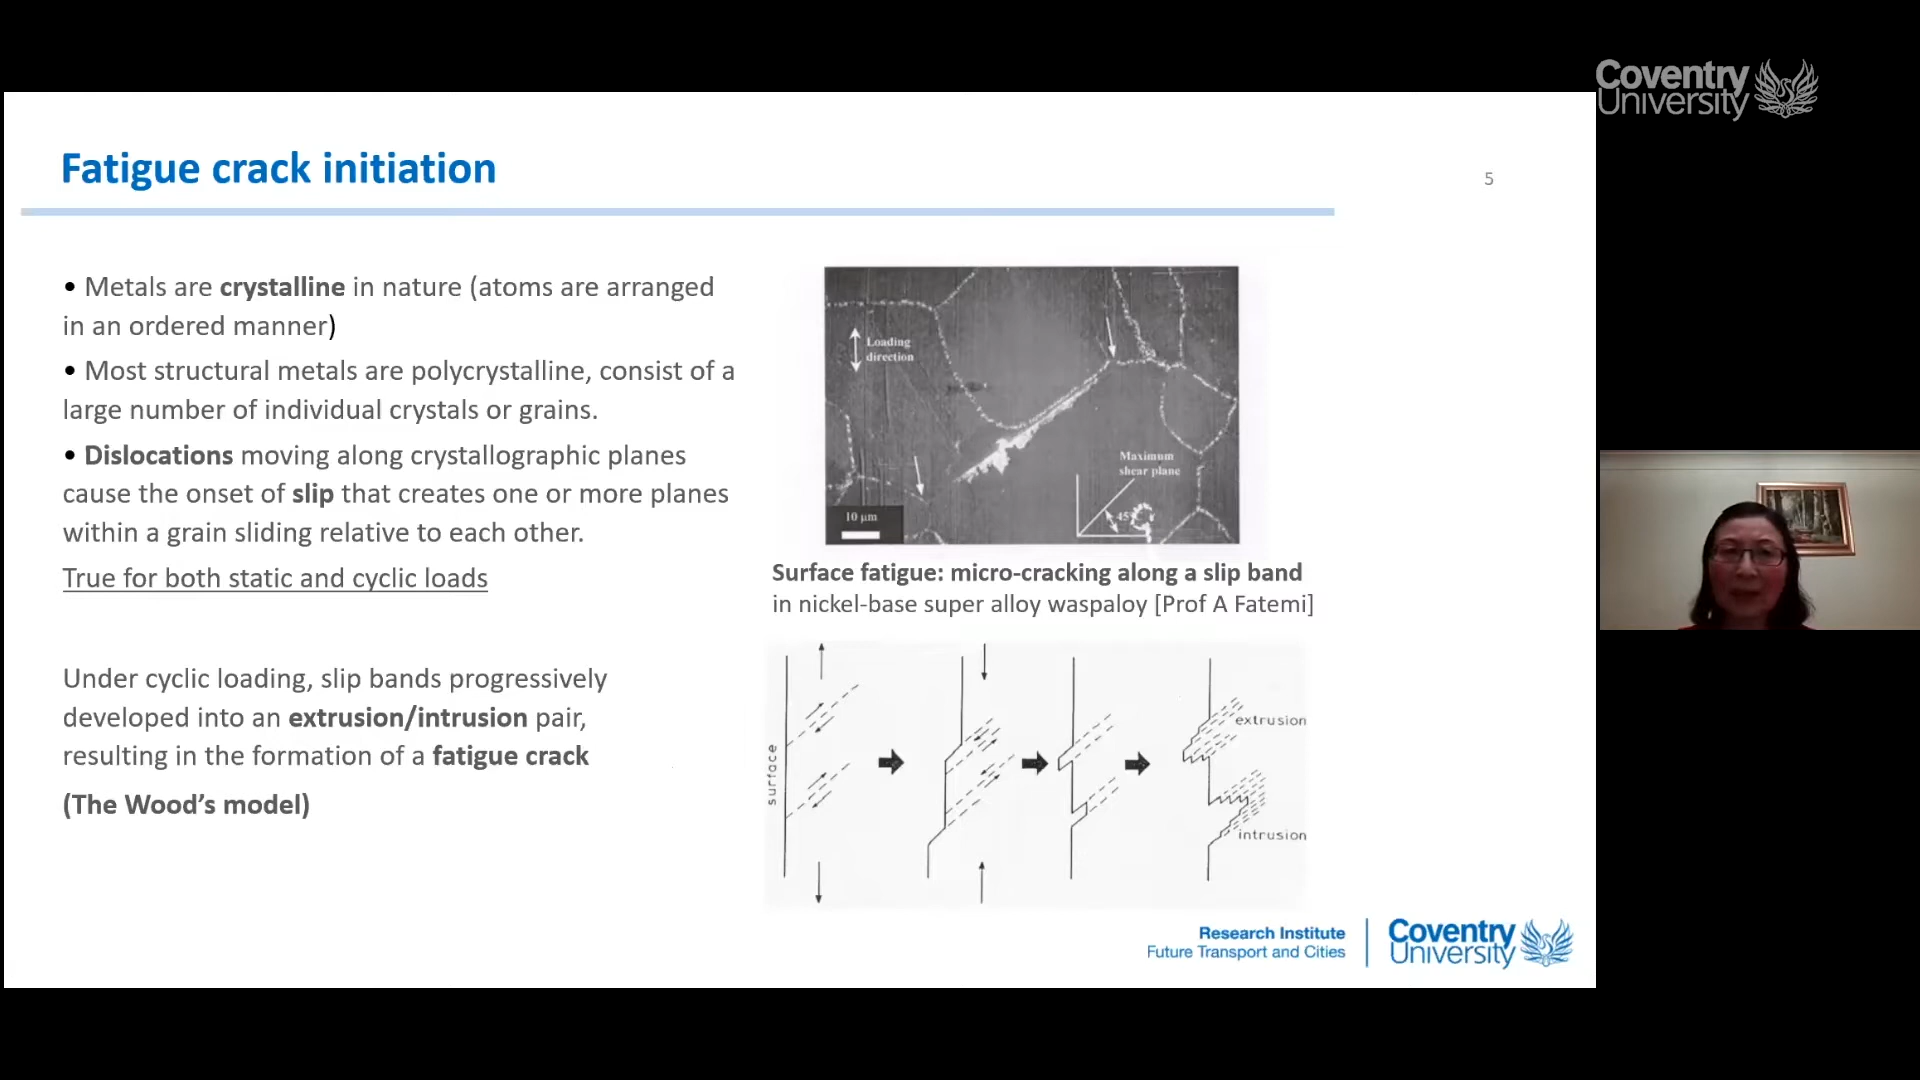 Coventry
University
Fatigue crack initiation
5
• Metals are crystalline in nature (atoms are arranged
in an ordered manner)
• Most structural metals are polycrystalline, consist of a
large number of individual crystals or grains.
• Dislocations moving along crystallographic planes
cause the onset of slip that creates one or more planes
within a grain sliding relative to each other.
True for both static and cyclic loads
Under cyclic loading, slip bands progressively
developed into an extrusion/intrusion pair,
resulting in the formation of a fatigue crack
(The Wood's model)
Loading
direction
Maximum
shear plane
45°
10 µm
Surface fatigue: micro-cracking along a slip band
in nickel-base super alloy waspaloy [Prof A Fatemi]
surface
extrusion
intrusion
Research Institute
Future Transport and Cities
Coventry
University